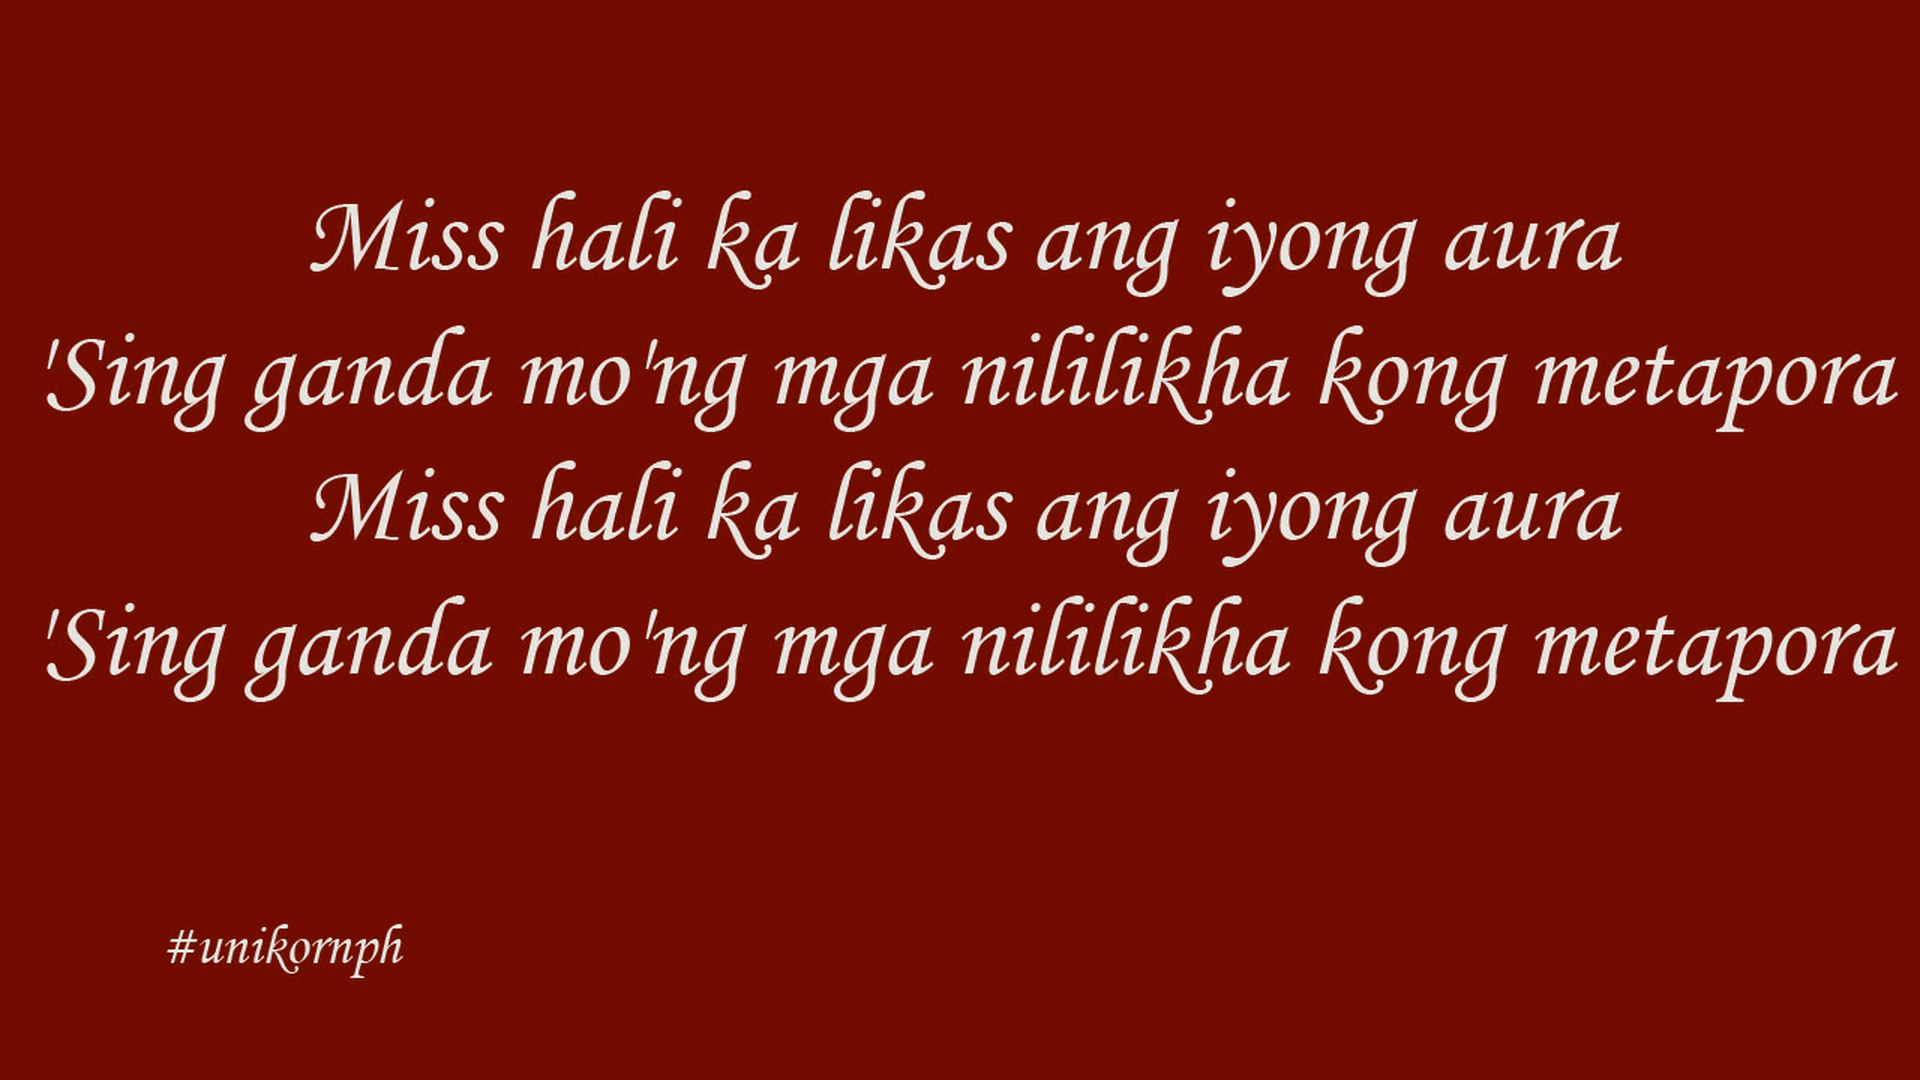 Miss hali ka likas ang iyong aura
'Sing ganda mo'ng mga nililikha kong metapora
Miss hali ka likas ang iyong aura
'Sing ganda mo'ng mga nililikha kong metapora
#unikornph